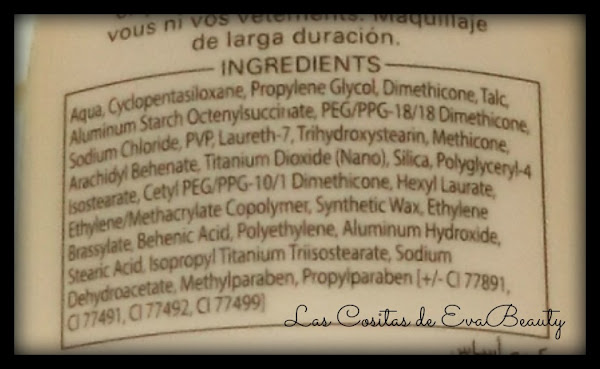 vous ni vos vêtements. Maquillaje
de larga duración.
INGREDIENTS
Aqua, Cyclopentasiloxane, Propylene Glycol, Dimethicone, Talc,
Aluminum Starch Octenylsuccinate, PEG/PPG-18/18 Dimethicone,
Sodium Chloride, PVP, Laureth-7, Trihydroxystearin, Methicone,
Arachidyl Behenate, Titanium Dioxide (Nano), Silica, Polyglyceryl-4
Isostearate, Cetyl PEG/PPG-10/1 Dimethicone, Hexyl Laurate,
Ethylene/Methacrylate Copolymer, Synthetic Wax, Ethylene
Brassylate, Behenic Acid, Polyethylene, Aluminum Hydroxide,
Stearic Acid, Isopropyl Titanium Triisostearate, Sodium
Dehydroacetate, Methylparaben, Propylparaben [+/- CI 77891,
CI 77491, CI 77492, CI 77499]
Las Cositas de EvaBeauty